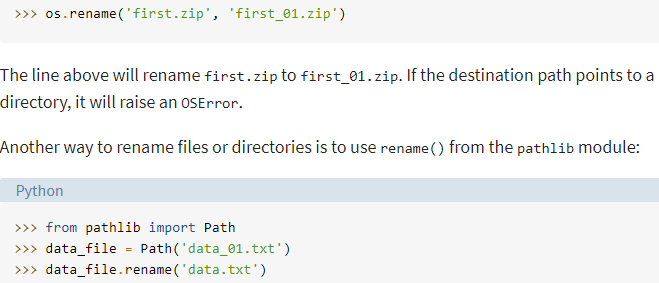 >>> os.rename('first.zip', 'first_01.zip')
The line above will rename first.zip to first_01.zip. If the destination path points to a
directory, it will raise an OSError.
Another way to rename files or directories is to use rename() from the pathlib module:
Python
>>> from pathlib import Path
>>> data_file = Path('data_01.txt')
>>> data_file.rename('data.txt')